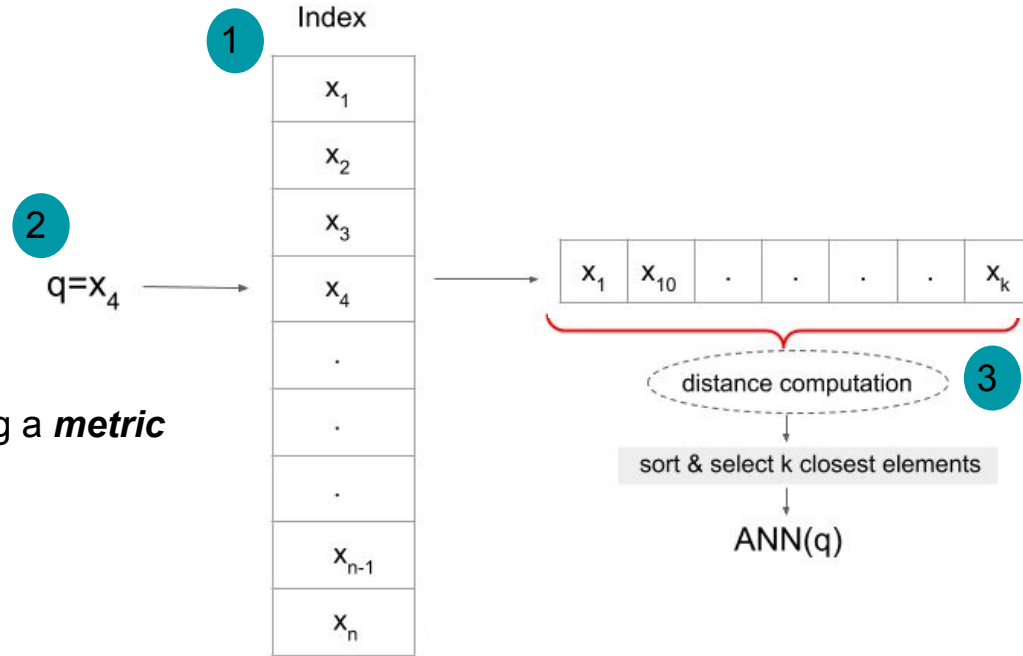 Index
1
x₁
x₂
x₃
2
q=x₄
x₄
.
.
.
xₙ₋₁
xₙ
x₁ x₁₀ . . . . xₖ
distance computation
3
g a metric
sort & select k closest elements
ANN(q)